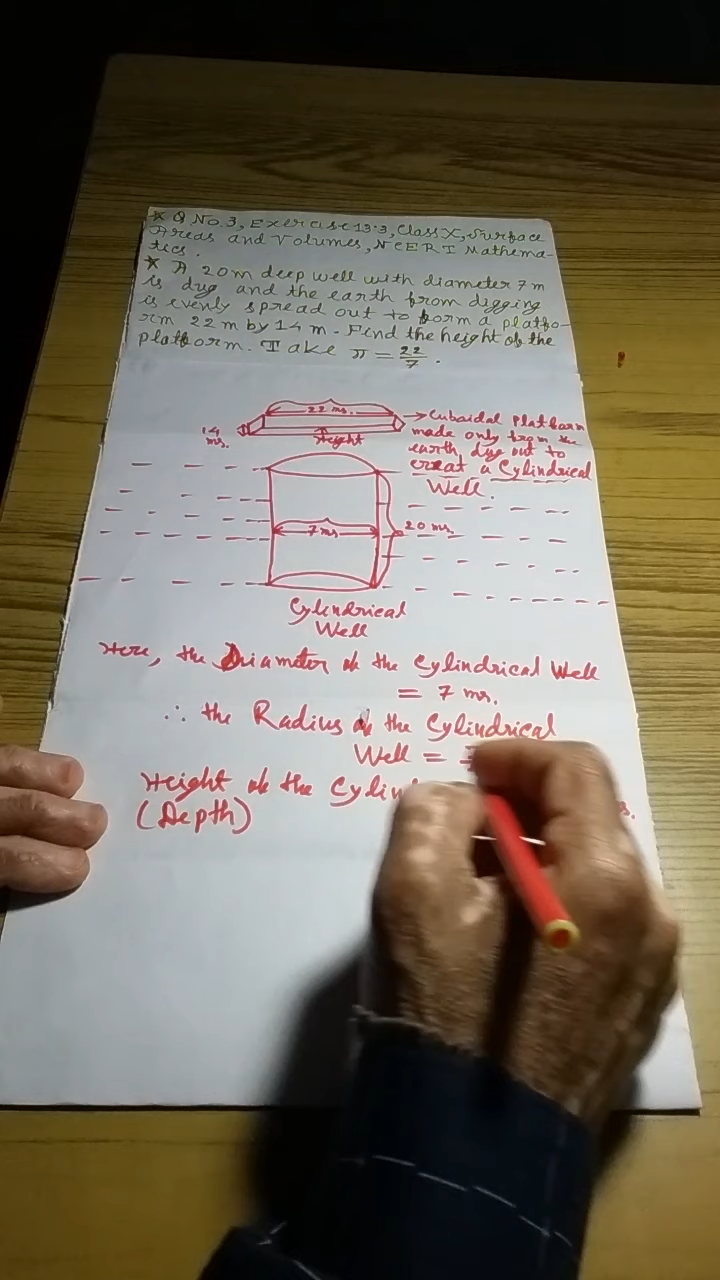 * Q No. 3, Exercise 13.3, Class X, Surface
Areas and Volumes, NCERT Mathema-
tics.
* A 20m deep well with diameter 7m
is dug and the earth from digging
is evenly spread out to form a platfo-
rm 22m by 14m. Find the height of the
platform. Take π = 22/7.
22 ms.
14
ms.
Height
→ Cuboidal Platform
made only from the
earth, dug out to
creat a Cylindrical
Well.
7 ms
20 ms.
Cylindrical
Well
Here, the Diameter of the Cylindrical Well
= 7 ms.
∴ the Radius of the Cylindrical
Well =
Height of the
(Depth)